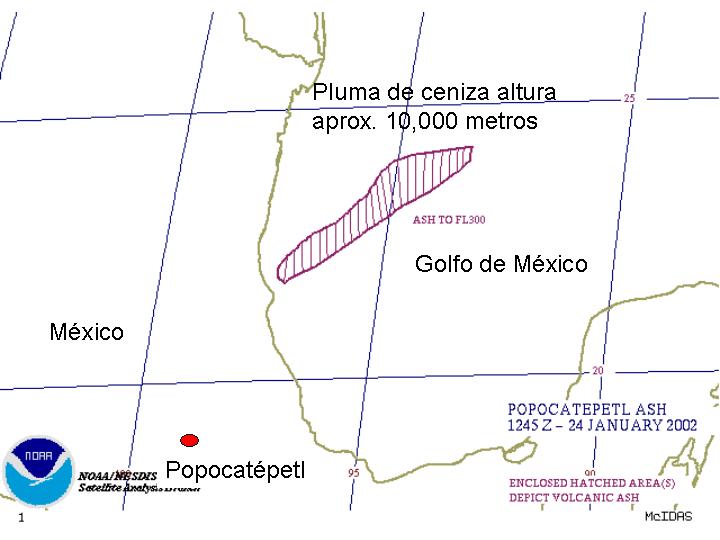 Pluma de ceniza altura
aprox. 10,000 metros
25
ASH TO FL300
Golfo de México
México
20
POPOCATEPETL ASH
1245 Z – 24 JANUARY 2002
NOAA
NOAA/NESDIS
Satellite Analysis Branch
Popocatépetl
95
90
ENCLOSED HATCHED AREA(S)
DEPICT VOLCANIC ASH
1
McIDAS